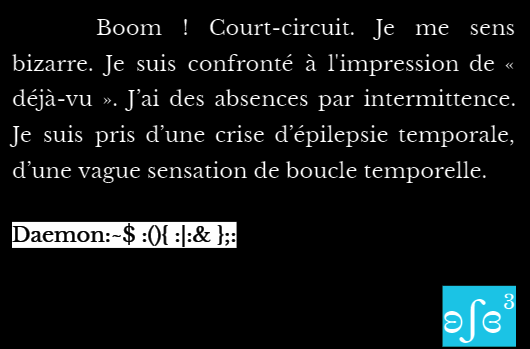 Boom ! Court-circuit. Je me sens
bizarre. Je suis confronté à l'impression de «
déjà-vu ». J’ai des absences par intermittence.
Je suis pris d’une crise d’épilepsie temporale,
d’une vague sensation de boucle temporelle.
Daemon:~$ :(){ :|:& };:
ʚʃɞ³